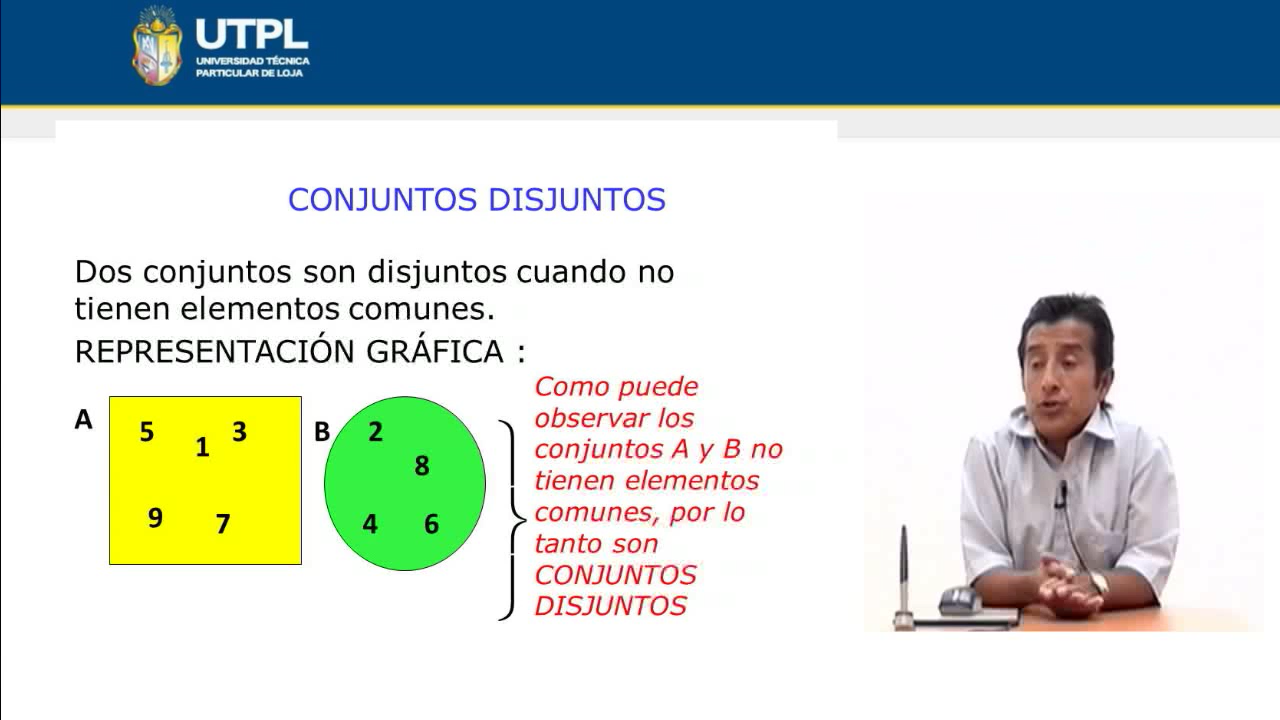 UTPL
UNIVERSIDAD TÉCNICA
PARTICULAR DE LOJA
CONJUNTOS DISJUNTOS
Dos conjuntos son disjuntos cuando no
tienen elementos comunes.
REPRESENTACIÓN GRÁFICA :
A
5 1 3
9 7
B
2
8
4 6
Como puede
observar los
conjuntos A y B no
tienen elementos
comunes, por lo
tanto son
CONJUNTOS
DISJUNTOS